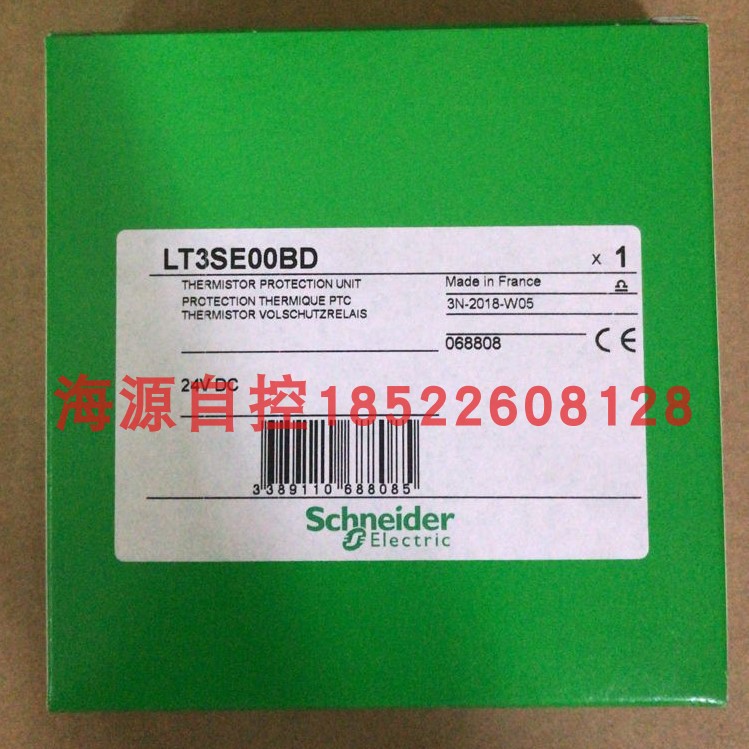 LT3SE00BD
x 1
THERMISTOR PROTECTION UNIT
PROTECTION THERMIQUE PTC
THERMISTOR VOLSCHUTZRELAIS
Made in France
3N-2018-W05
068808
CE
24V DC
海源自控18522608128
3 389110 688085
Schneider
Electric